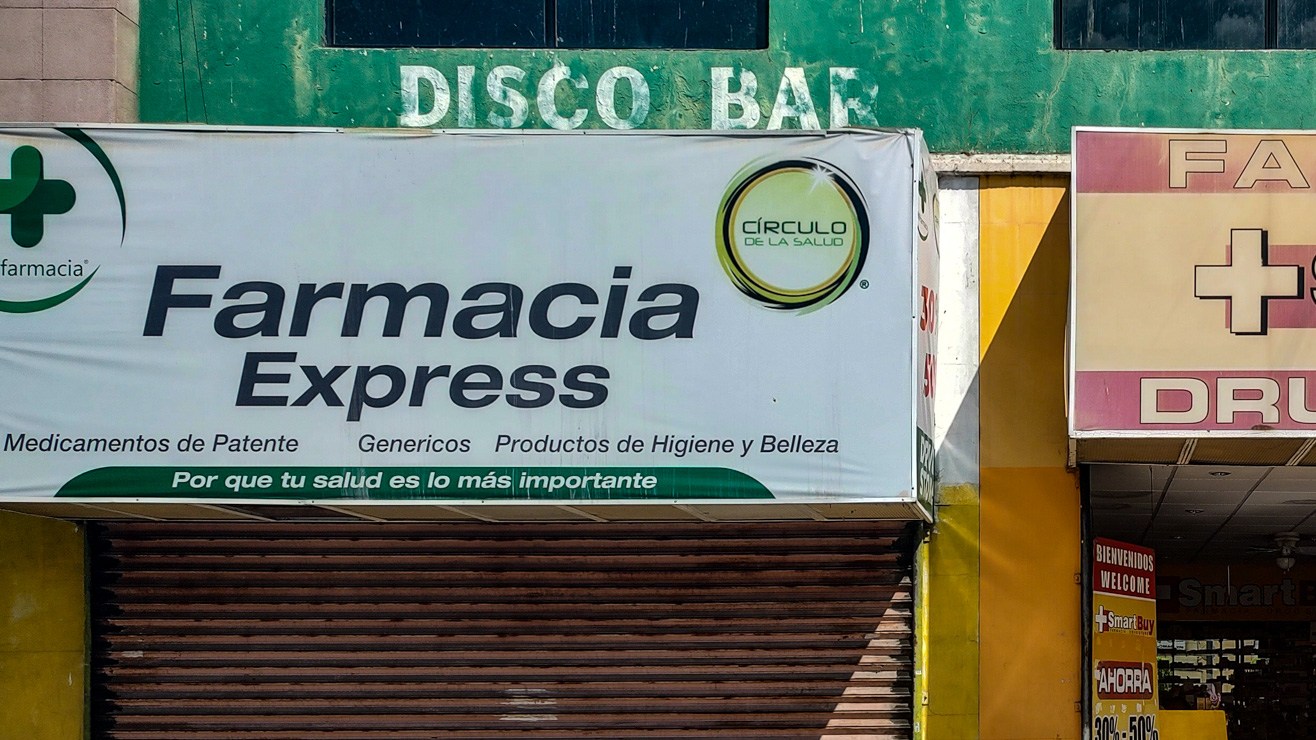 DISCO BAR
farmacia
CÍRCULO
DE LA SALUD
®
Farmacia
Express
Medicamentos de Patente Genericos Productos de Higiene y Belleza
Por que tu salud es lo más importante
FA
DRU
BIENVENIDOS
WELCOME
SmartBuy
AHORRA
30%-50%
Smart